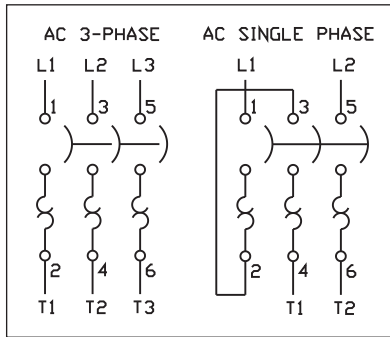 AC 3-PHASE
L1 L2 L3
1 3 5
2 4 6
T1 T2 T3
AC SINGLE PHASE
L1 L2
1 3 5
2 4 6
T1 T2